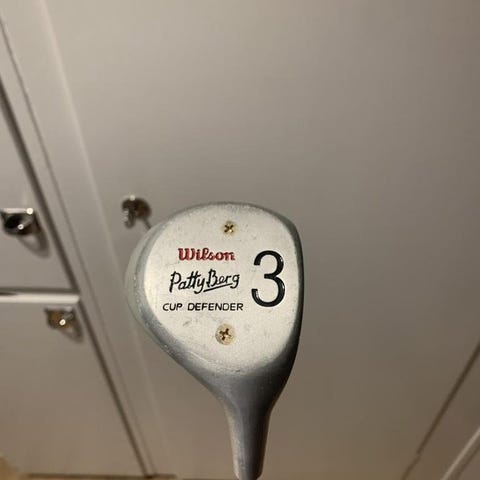 Wilson
Patty Berg
CUP DEFENDER
3